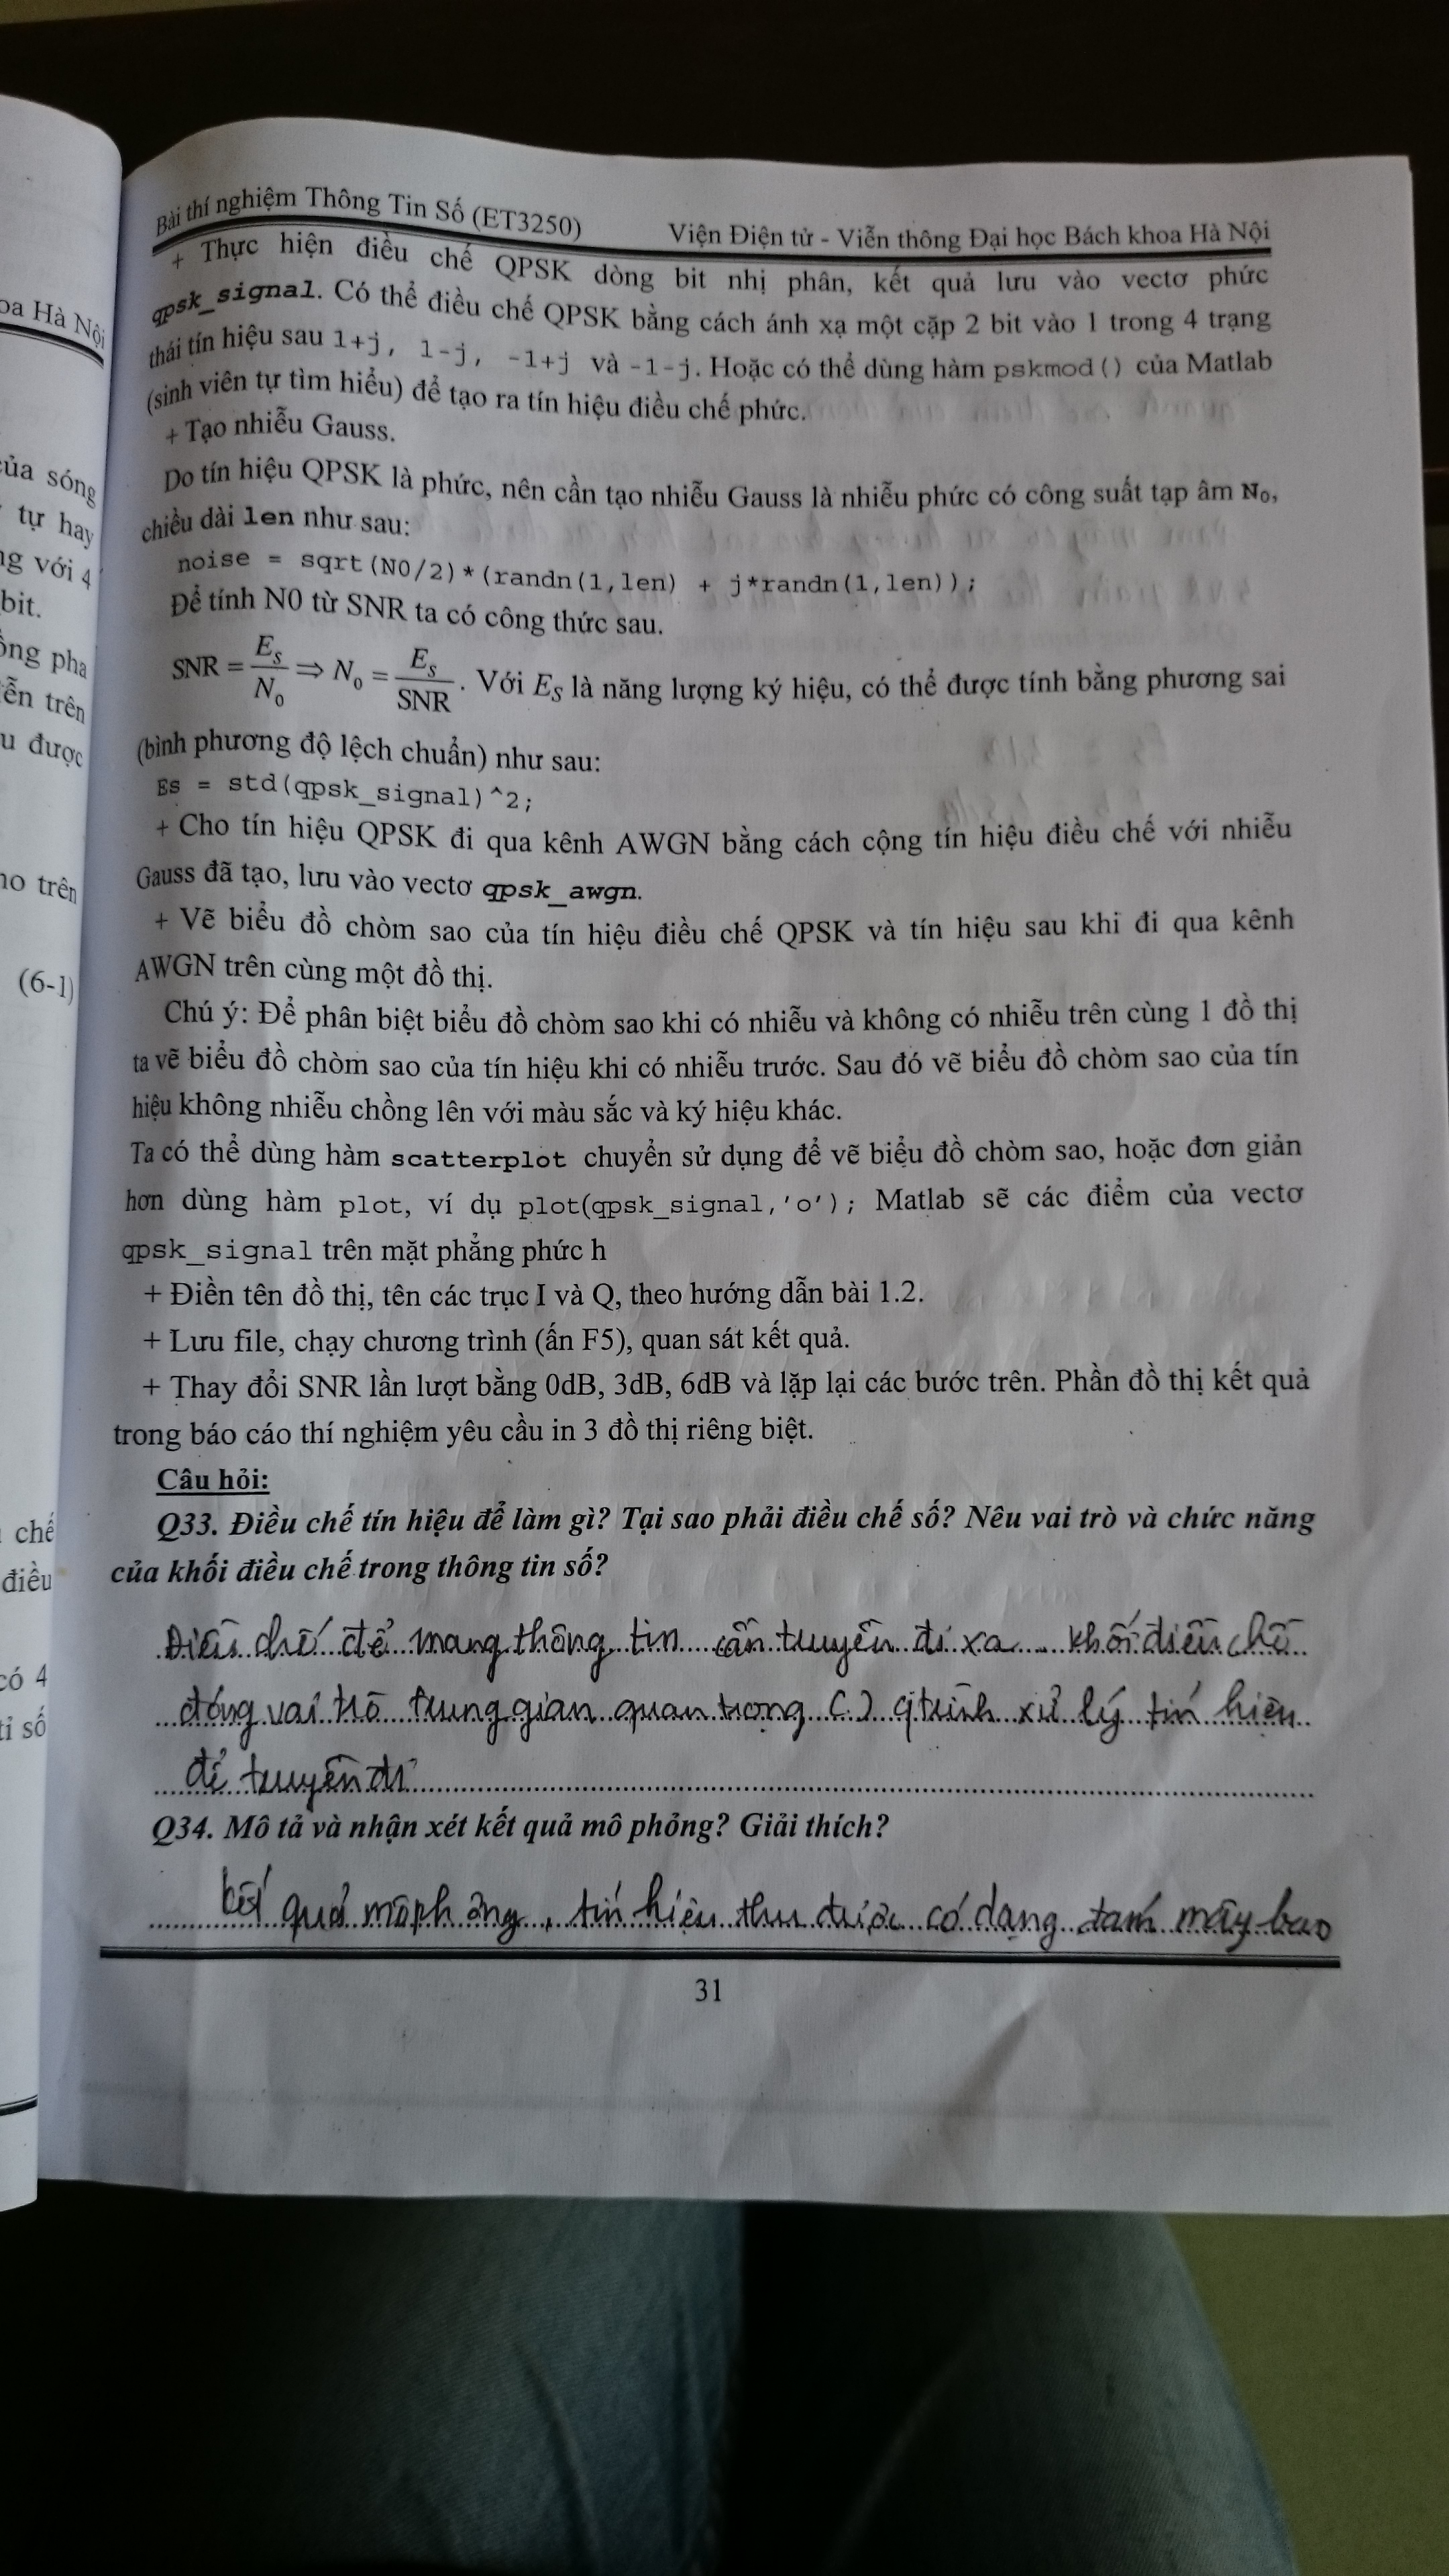 Bài thí nghiệm Thông Tin Số (ET3250) Viện Điện tử - Viễn thông Đại học Bách khoa Hà Nội
+ Thực hiện điều chế QPSK dòng bit nhị phân, kết quả lưu vào vectơ phức
qpsk_signal. Có thể điều chế QPSK bằng cách ánh xạ một cặp 2 bit vào 1 trong 4 trạng
thái tín hiệu sau 1+j, 1-j, -1+j và -1-j. Hoặc có thể dùng hàm pskmod() của Matlab
(sinh viên tự tìm hiểu) để tạo ra tín hiệu điều chế phức.
+ Tạo nhiễu Gauss.
Do tín hiệu QPSK là phức, nên cần tạo nhiễu Gauss là nhiễu phức có công suất tạp âm N₀,
chiều dài len như sau:
noise = sqrt(N0/2)*(randn(1,len) + j*randn(1,len));
Để tính N0 từ SNR ta có công thức sau.
SNR = E_S/N_0 ⇒ N_0 = E_S/SNR. Với E_S là năng lượng ký hiệu, có thể được tính bằng phương sai
(bình phương độ lệch chuẩn) như sau:
Es = std(qpsk_signal)^2;
+ Cho tín hiệu QPSK đi qua kênh AWGN bằng cách cộng tín hiệu điều chế với nhiễu
Gauss đã tạo, lưu vào vectơ qpsk_awgn.
+ Vẽ biểu đồ chòm sao của tín hiệu điều chế QPSK và tín hiệu sau khi đi qua kênh
AWGN trên cùng một đồ thị.
Chú ý: Để phân biệt biểu đồ chòm sao khi có nhiễu và không có nhiễu trên cùng 1 đồ thị
ta vẽ biểu đồ chòm sao của tín hiệu khi có nhiễu trước. Sau đó vẽ biểu đồ chòm sao của tín
hiệu không nhiễu chồng lên với màu sắc và ký hiệu khác.
Ta có thể dùng hàm scatterplot chuyển sử dụng để vẽ biểu đồ chòm sao, hoặc đơn giản
hơn dùng hàm plot, ví dụ plot(qpsk_signal,'o'); Matlab sẽ các điểm của vectơ
qpsk_signal trên mặt phẳng phức h
+ Điền tên đồ thị, tên các trục I và Q, theo hướng dẫn bài 1.2.
+ Lưu file, chạy chương trình (ấn F5), quan sát kết quả.
+ Thay đổi SNR lần lượt bằng 0dB, 3dB, 6dB và lặp lại các bước trên. Phần đồ thị kết quả
trong báo cáo thí nghiệm yêu cầu in 3 đồ thị riêng biệt.
Câu hỏi:
Q33. Điều chế tín hiệu để làm gì? Tại sao phải điều chế số? Nêu vai trò và chức năng
của khối điều chế trong thông tin số?
Điều chế để mang thông tin cần truyền đi xa khối điều chế
đóng vai trò trung gian quan trọng (.) qtrình xử lý tín hiệu
để truyền đi
Q34. Mô tả và nhận xét kết quả mô phỏng? Giải thích?
kết quả mô phỏng, tín hiệu thu được có dạng đám mây bao
31
oa Hà Nội
của sóng
tự hay
ng với 4
bit.
ồng pha
ễn trên
u được
ho trên
(6-1)
chế
điều
có 4
tỉ số